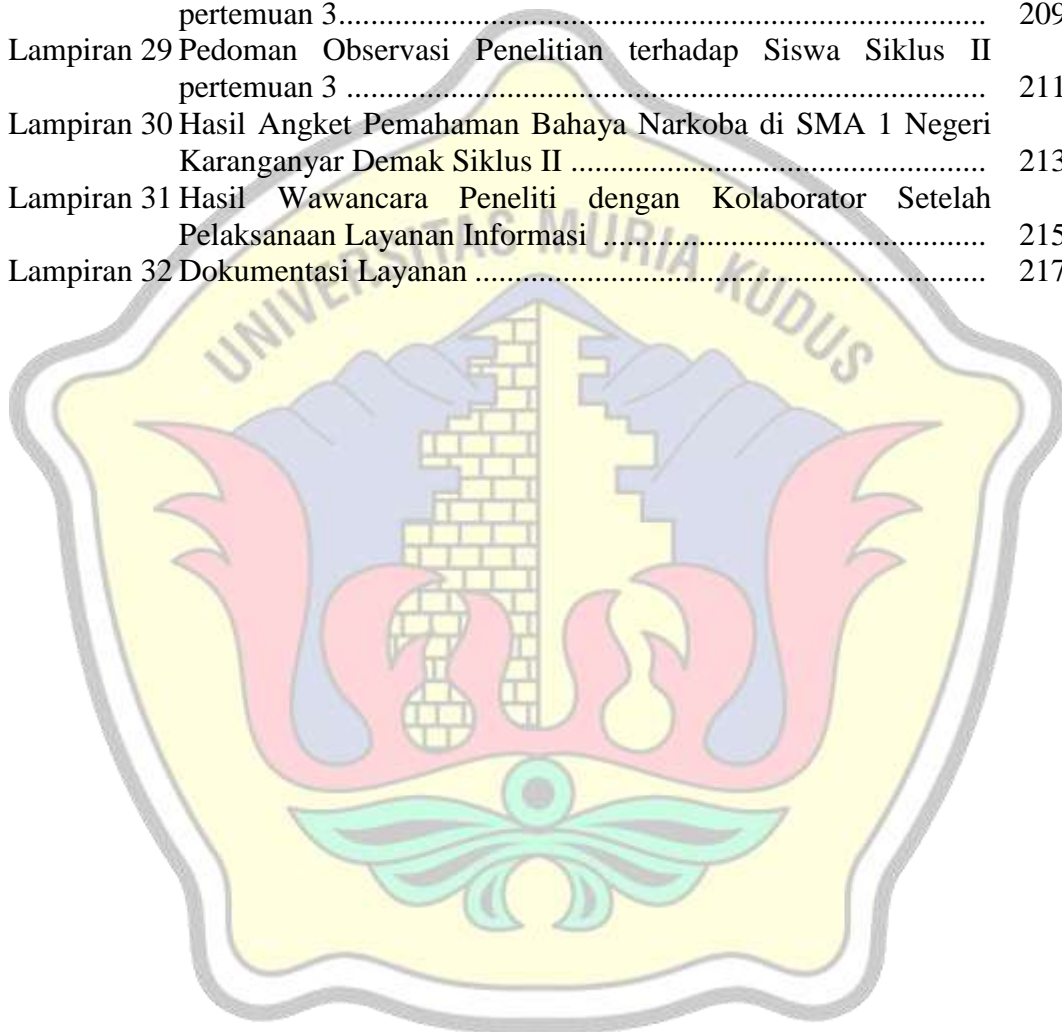 pertemuan 3.................................................................................... 209
Lampiran 29 Pedoman Observasi Penelitian terhadap Siswa Siklus II
pertemuan 3 ................................................................................... 211
Lampiran 30 Hasil Angket Pemahaman Bahaya Narkoba di SMA 1 Negeri
Karanganyar Demak Siklus II ...................................................... 213
Lampiran 31 Hasil Wawancara Peneliti dengan Kolaborator Setelah
Pelaksanaan Layanan Informasi .................................................. 215
Lampiran 32 Dokumentasi Layanan ................................................................... 217
UNIVERSITAS MURIA KUDUS